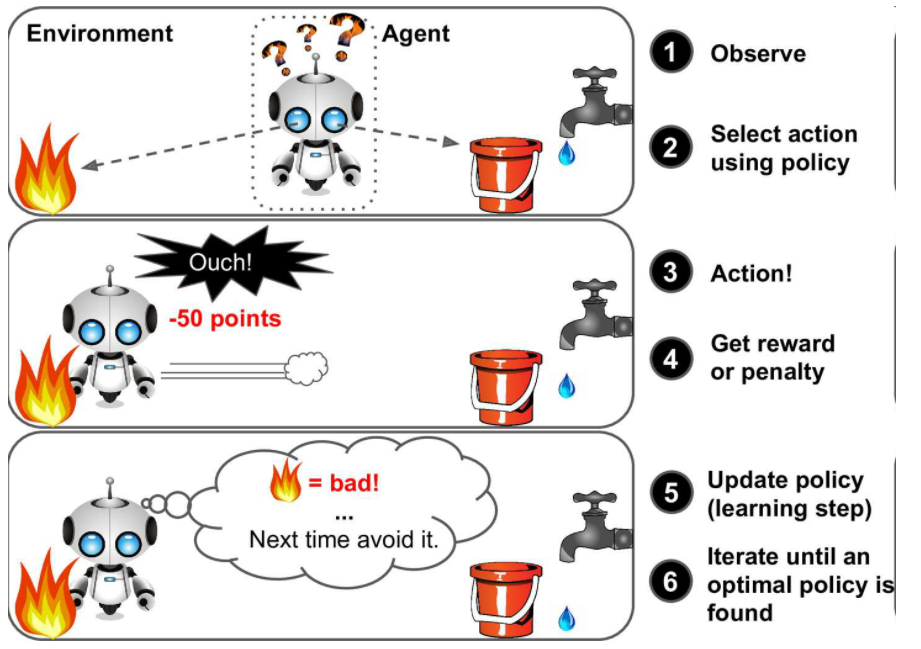 Environment
Agent
? ? ?
1 Observe
2 Select action
using policy
Ouch!
-50 points
3 Action!
4 Get reward
or penalty
= bad!
...
Next time avoid it.
5 Update policy
(learning step)
6 Iterate until an
optimal policy is
found